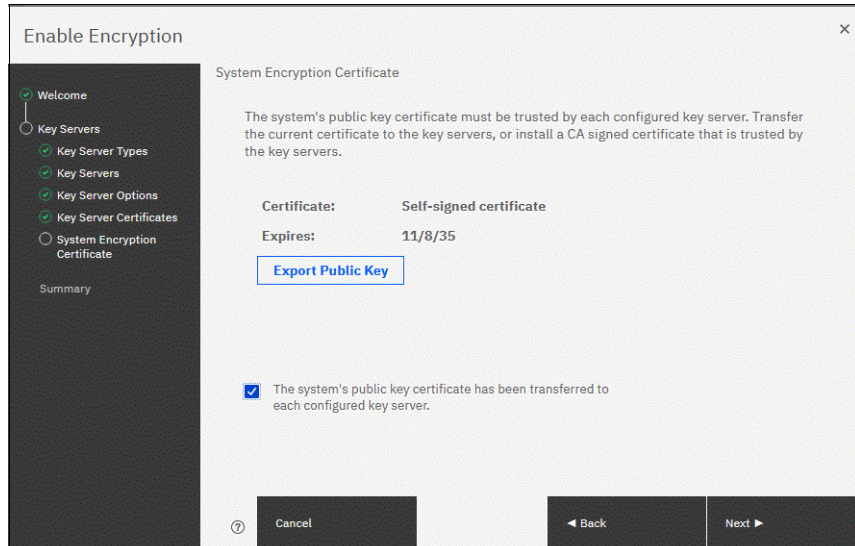 Enable Encryption
×
Welcome
Key Servers
Key Server Types
Key Servers
Key Server Options
Key Server Certificates
System Encryption
Certificate
Summary
System Encryption Certificate
The system's public key certificate must be trusted by each configured key server. Transfer
the current certificate to the key servers, or install a CA signed certificate that is trusted by
the key servers.
Certificate: Self-signed certificate
Expires: 11/8/35
Export Public Key
The system's public key certificate has been transferred to
each configured key server.
? Cancel ◄ Back Next ►